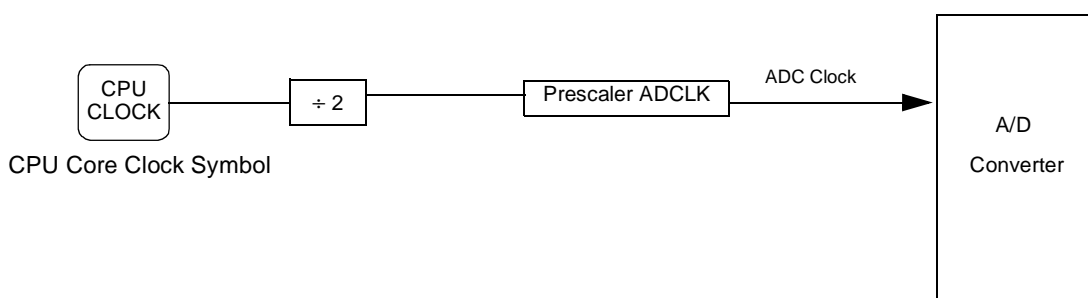 CPU
CLOCK
÷ 2
Prescaler ADCLK
ADC Clock
A/D
Converter
CPU Core Clock Symbol